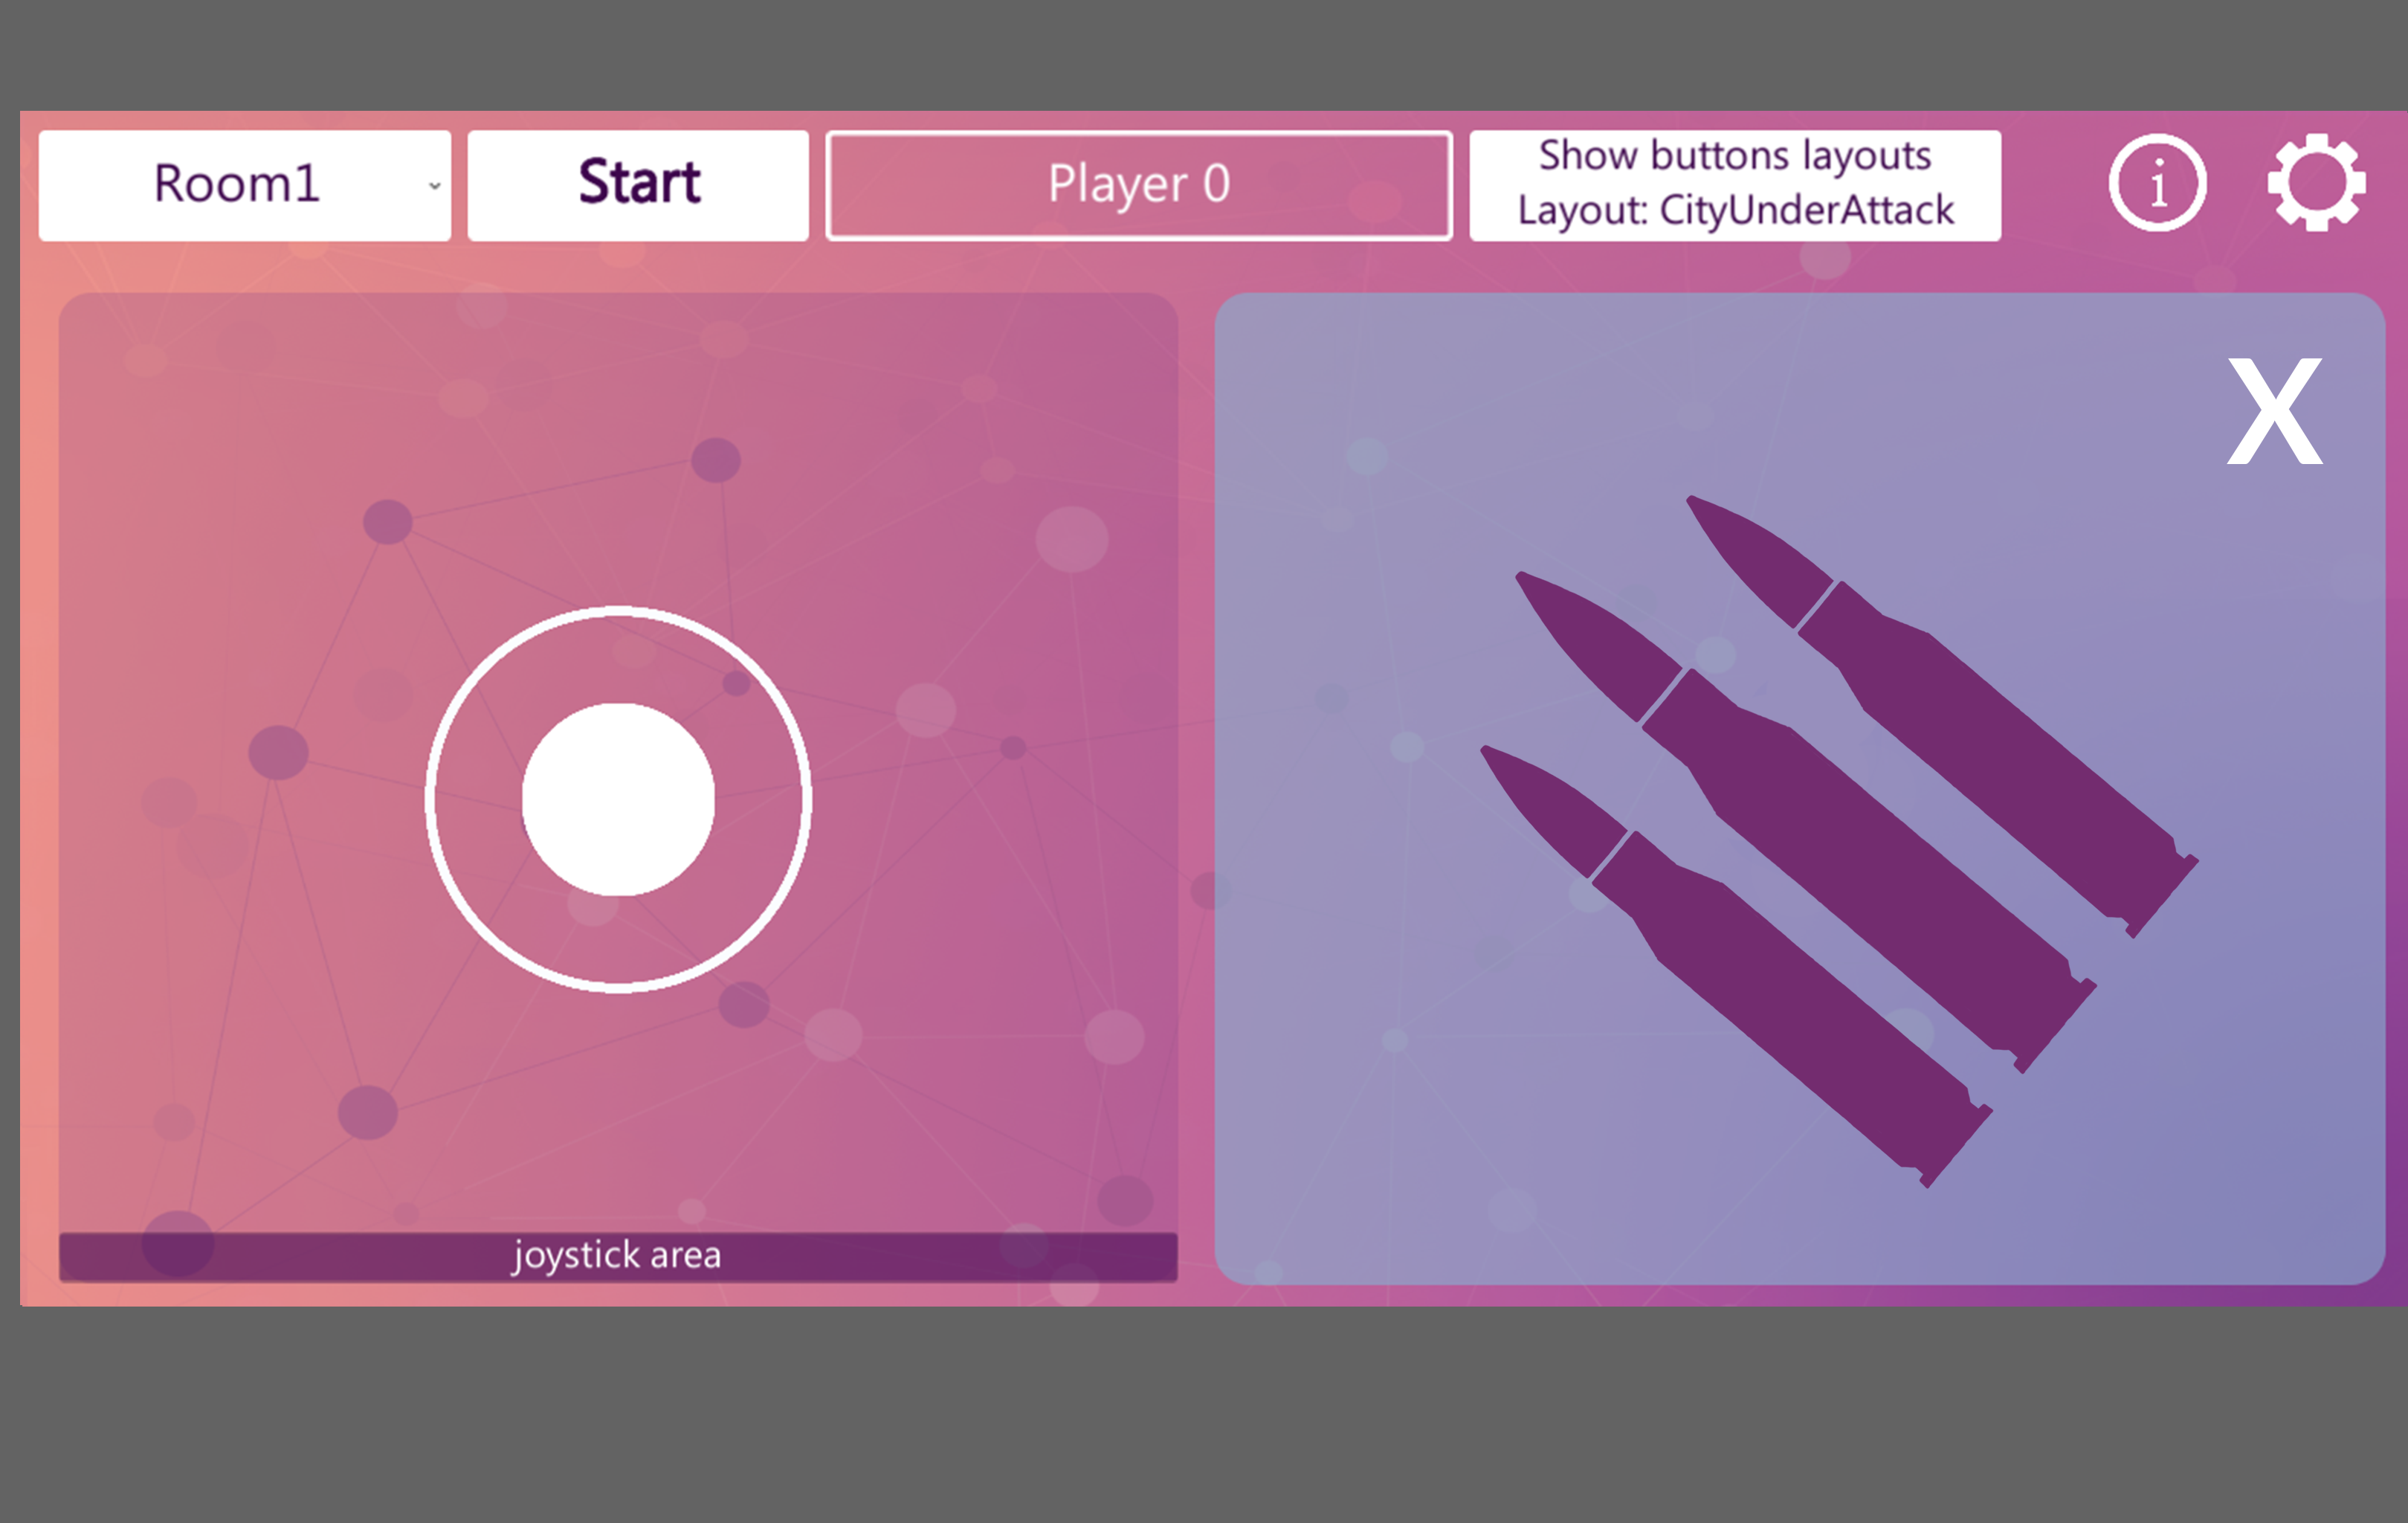 Room1
Start
Player 0
Show buttons layouts
Layout: CityUnderAttack
i
X
joystick area